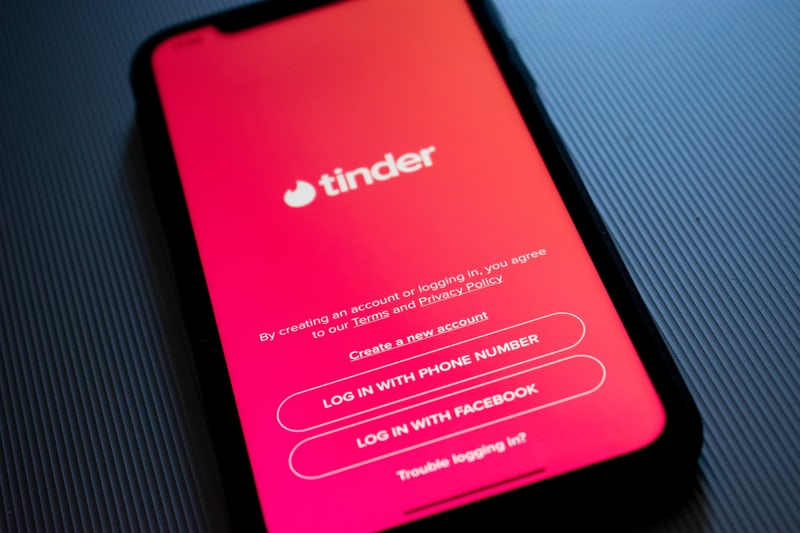 tinder
By creating an account or logging in, you agree
to our Terms and Privacy Policy
Create a new account
LOG IN WITH PHONE NUMBER
LOG IN WITH FACEBOOK
Trouble logging in?